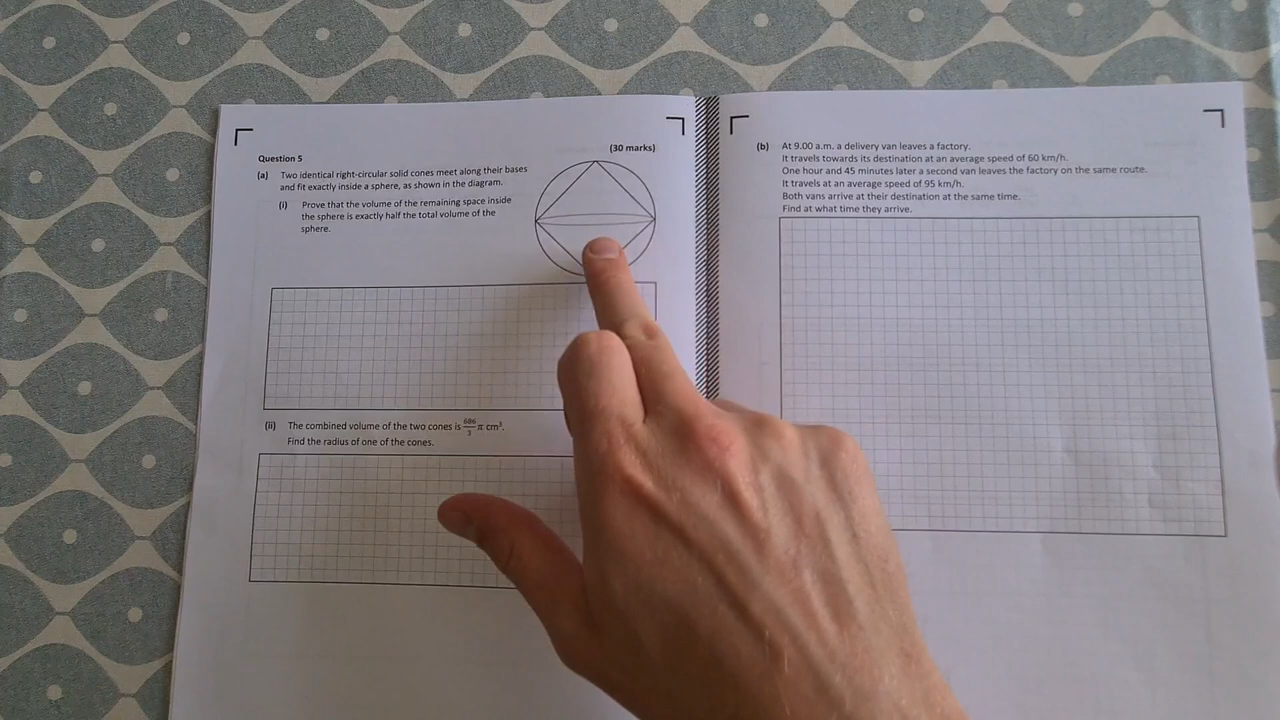 Question 5
(30 marks)
(a) Two identical right-circular solid cones meet along their bases
and fit exactly inside a sphere, as shown in the diagram.
(i) Prove that the volume of the remaining space inside
the sphere is exactly half the total volume of the
sphere.
(ii) The combined volume of the two cones is 686/3 π cm³.
Find the radius of one of the cones.
(b) At 9.00 a.m. a delivery van leaves a factory.
It travels towards its destination at an average speed of 60 km/h.
One hour and 45 minutes later a second van leaves the factory on the same route.
It travels at an average speed of 95 km/h.
Both vans arrive at their destination at the same time.
Find at what time they arrive.